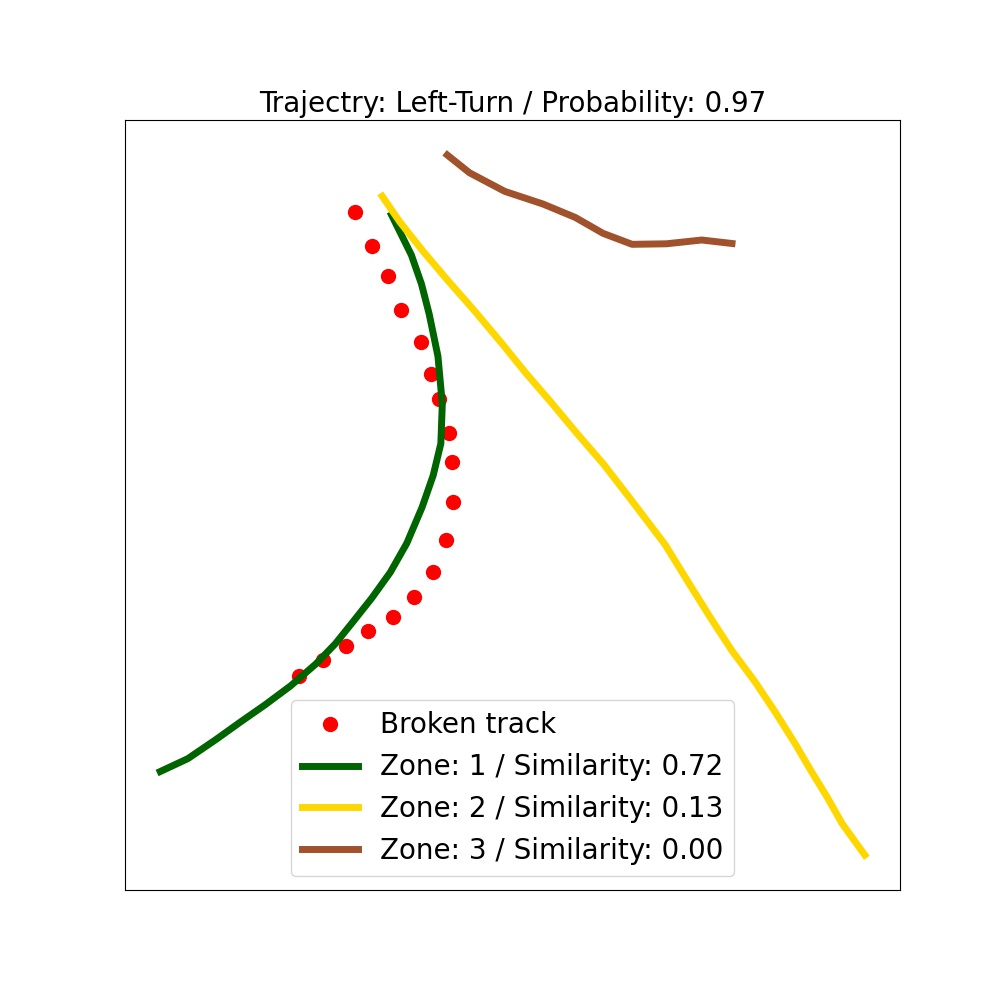 Trajectry: Left-Turn / Probability: 0.97
Broken track
Zone: 1 / Similarity: 0.72
Zone: 2 / Similarity: 0.13
Zone: 3 / Similarity: 0.00